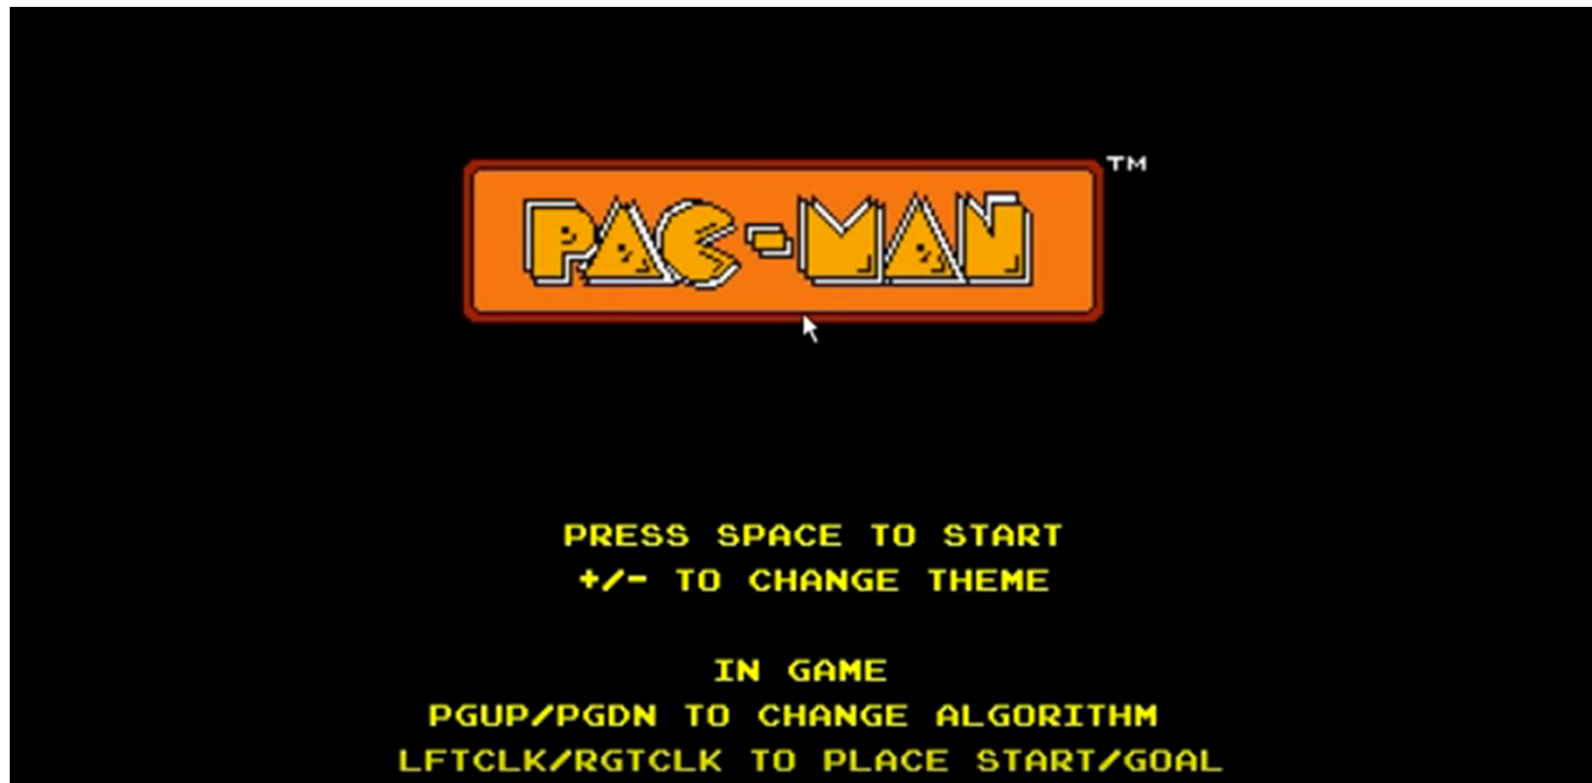 PAC-MAN ™
PRESS SPACE TO START
+/- TO CHANGE THEME
IN GAME
PGUP/PGDN TO CHANGE ALGORITHM
LFTCLK/RGTCLK TO PLACE START/GOAL